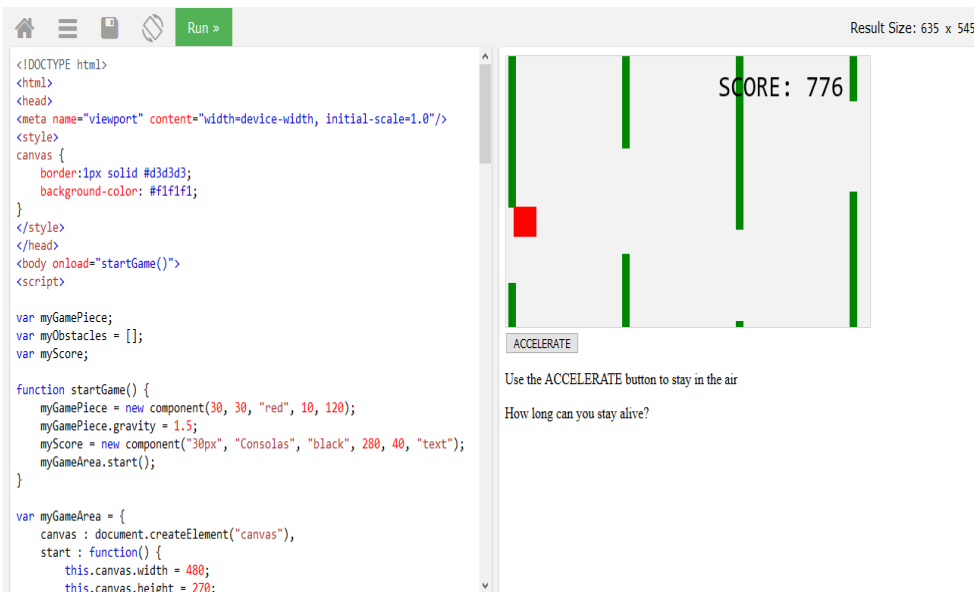 Run »
Result Size: 635 x 545
<!DOCTYPE html>
<html>
<head>
<meta name="viewport" content="width=device-width, initial-scale=1.0"/>
<style>
canvas {
    border:1px solid #d3d3d3;
    background-color: #f1f1f1;
}
</style>
</head>
<body onload="startGame()">
<script>

var myGamePiece;
var myObstacles = [];
var myScore;

function startGame() {
    myGamePiece = new component(30, 30, "red", 10, 120);
    myGamePiece.gravity = 1.5;
    myScore = new component("30px", "Consolas", "black", 280, 40, "text");
    myGameArea.start();
}

var myGameArea = {
    canvas : document.createElement("canvas"),
    start : function() {
        this.canvas.width = 480;
        this.canvas.height = 270;
SCORE: 776
ACCELERATE
Use the ACCELERATE button to stay in the air
How long can you stay alive?